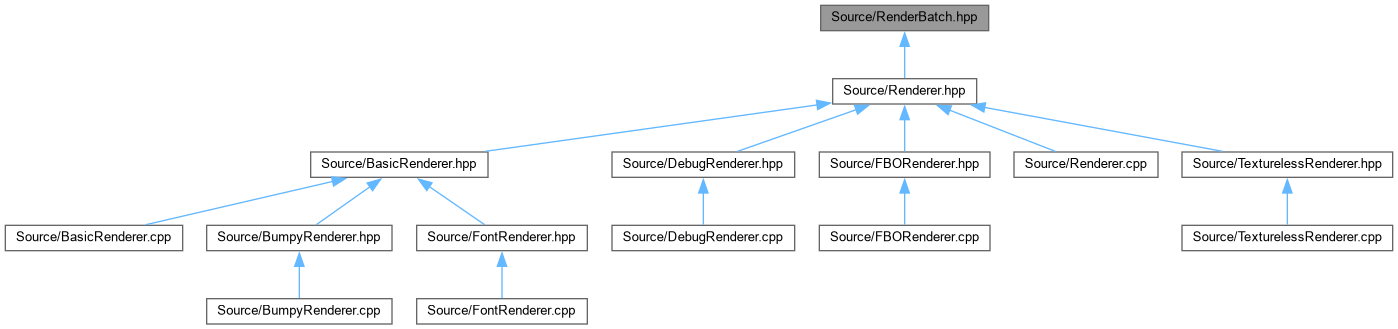 Source/RenderBatch.hpp
Source/Renderer.hpp
Source/BasicRenderer.hpp
Source/DebugRenderer.hpp
Source/FBORenderer.hpp
Source/Renderer.cpp
Source/TexturelessRenderer.hpp
Source/BasicRenderer.cpp
Source/BumpyRenderer.hpp
Source/FontRenderer.hpp
Source/DebugRenderer.cpp
Source/FBORenderer.cpp
Source/TexturelessRenderer.cpp
Source/BumpyRenderer.cpp
Source/FontRenderer.cpp